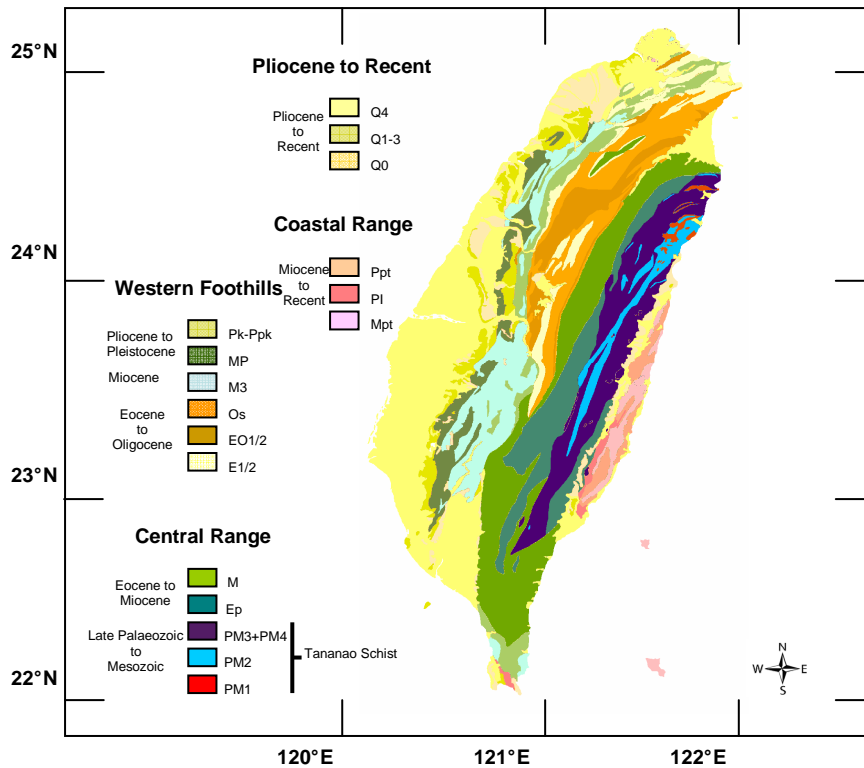 25°N
24°N
23°N
22°N
Pliocene to Recent
Pliocene
to
Recent
Q4
Q1-3
Q0
Coastal Range
Miocene
to
Recent
Ppt
PI
Mpt
Western Foothills
Pliocene to
Pleistocene
Miocene
Eocene
to
Oligocene
Pk-Ppk
MP
M3
Os
EO1/2
E1/2
Central Range
Eocene to
Miocene
Late Palaeozoic
to
Mesozoic
M
Ep
PM3+PM4
PM2
PM1
Tananao Schist
N
W
E
S
120°E
121°E
122°E